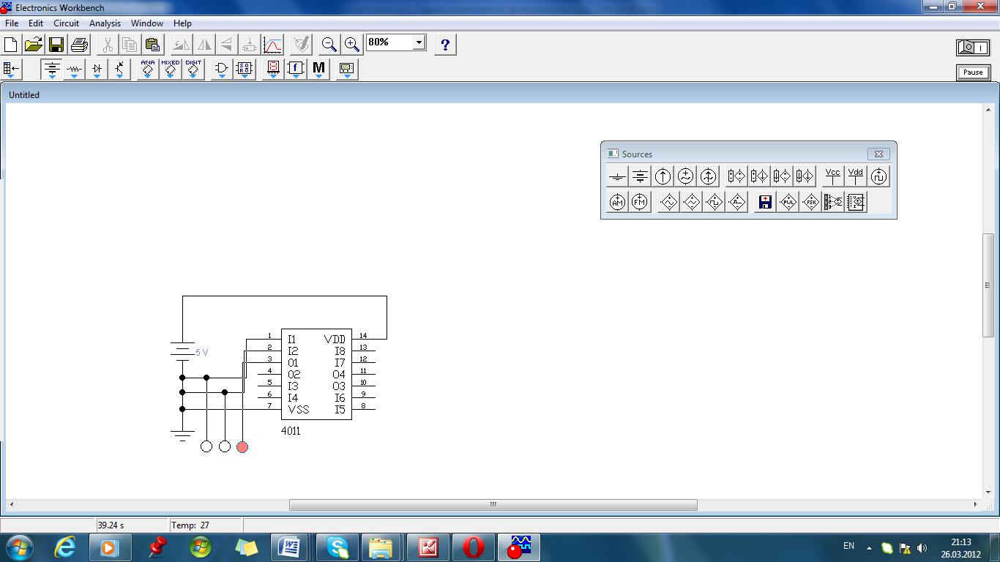 Electronics Workbench
File Edit Circuit Analysis Window Help
80% ?
ANA MIXED DIGIT f M
Pause
Untitled
Sources
Vcc Vdd
AM FM PUL FSK
5 V
1 I1 VDD 14
2 I2 I8 13
3 O1 I7 12
4 O2 O4 11
5 I3 O3 10
6 I4 I6 9
7 VSS I5 8
4011
39.24 s Temp: 27
EN 21:13
26.03.2012